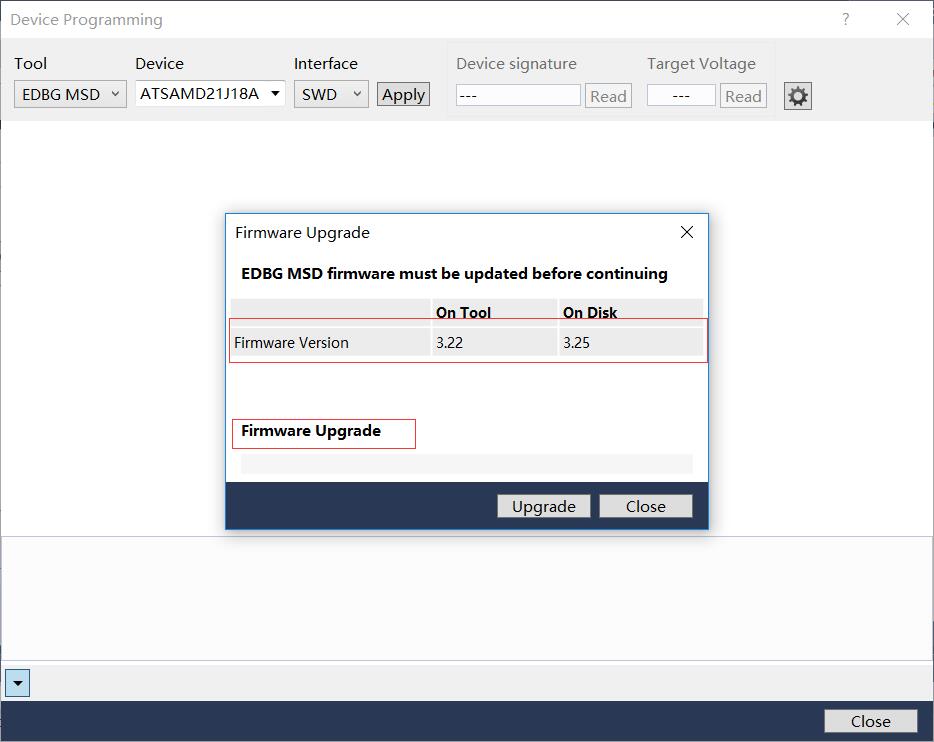 Device Programming ?
Tool Device Interface Device signature Target Voltage
EDBG MSD ATSAMD21J18A SWD Apply --- Read --- Read
Firmware Upgrade
EDBG MSD firmware must be updated before continuing
On Tool On Disk
Firmware Version 3.22 3.25
Firmware Upgrade
Upgrade Close
Close